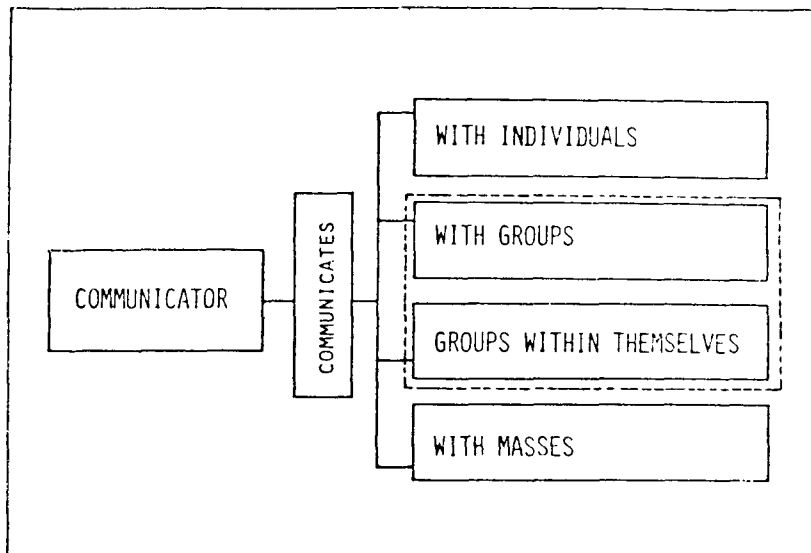 COMMUNICATOR
COMMUNICATES
WITH INDIVIDUALS
WITH GROUPS
GROUPS WITHIN THEMSELVES
WITH MASSES